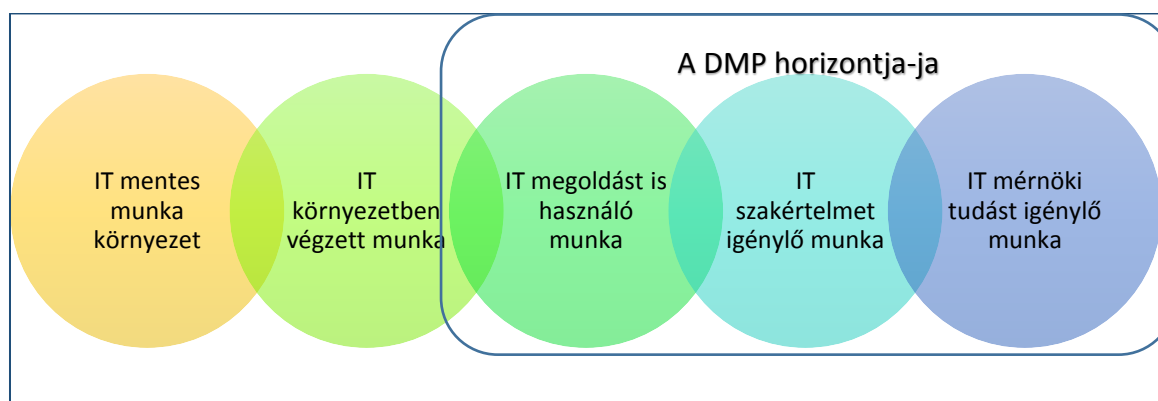 A DMP horizontja-ja
IT mentes
munka
környezet
IT
környezetben
végzett munka
IT megoldást is
használó
munka
IT
szakértelmet
igénylő munka
IT mérnöki
tudást igénylő
munka